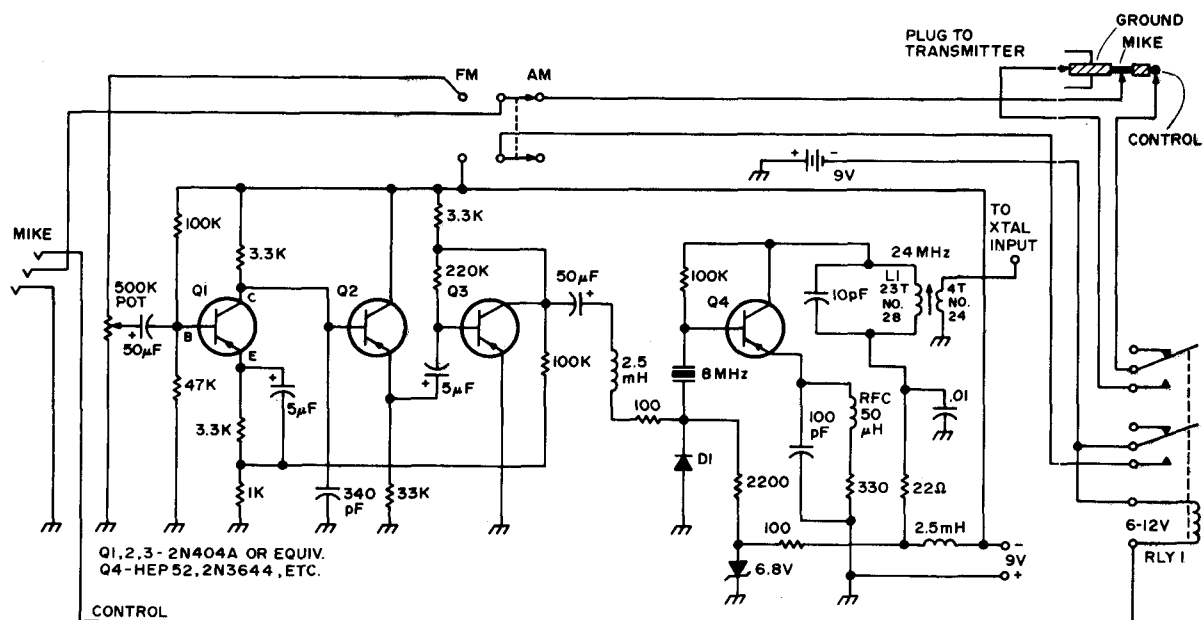 GROUND
PLUG TO
MIKE
TRANSMITTER
FM
AM
CONTROL
+
-
9V
100K
3.3K
3.3K
TO
XTAL
INPUT
MIKE
24 MHz
500K
POT
Q1
C
Q2
220K
Q3
50µF
+
100K
Q4
10pF
L1
23T
NO.
28
4T
NO.
24
+
50µF
B
E
2.5
mH
8 MHz
47K
+
5µF
+
5µF
100K
100
100
pF
RFC
50
µH
.01
3.3K
D1
1K
340
pF
33K
2200
330
22Ω
6-12V
100
2.5mH
-
9V
+
RLY 1
6.8V
Q1,2,3-2N404A OR EQUIV.
Q4-HEP 52, 2N3644, ETC.
CONTROL